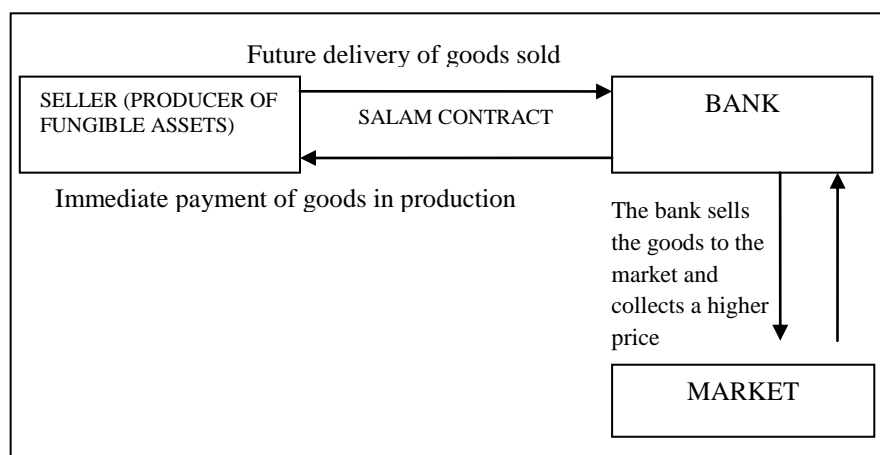 Future delivery of goods sold
SELLER (PRODUCER OF
FUNGIBLE ASSETS)
SALAM CONTRACT
BANK
Immediate payment of goods in production
The bank sells
the goods to the
market and
collects a higher
price
MARKET